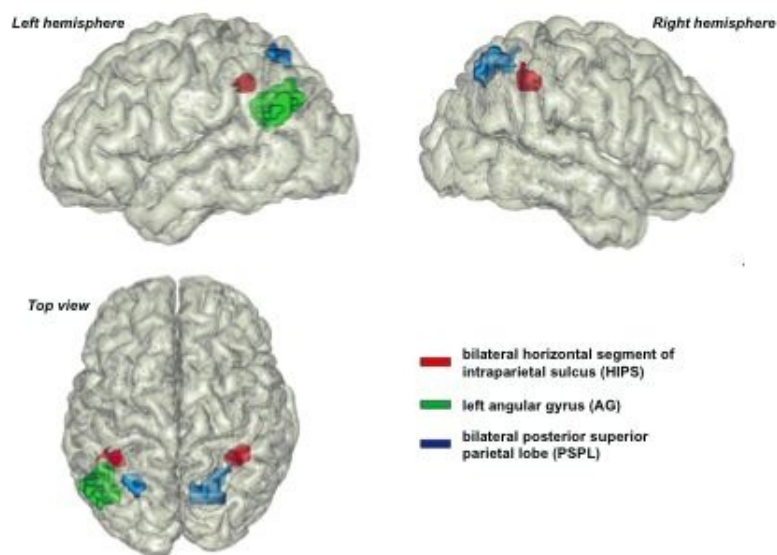 Left hemisphere
Right hemisphere
Top view
bilateral horizontal segment of
intraparietal sulcus (HIPS)
left angular gyrus (AG)
bilateral posterior superior
parietal lobe (PSPL)